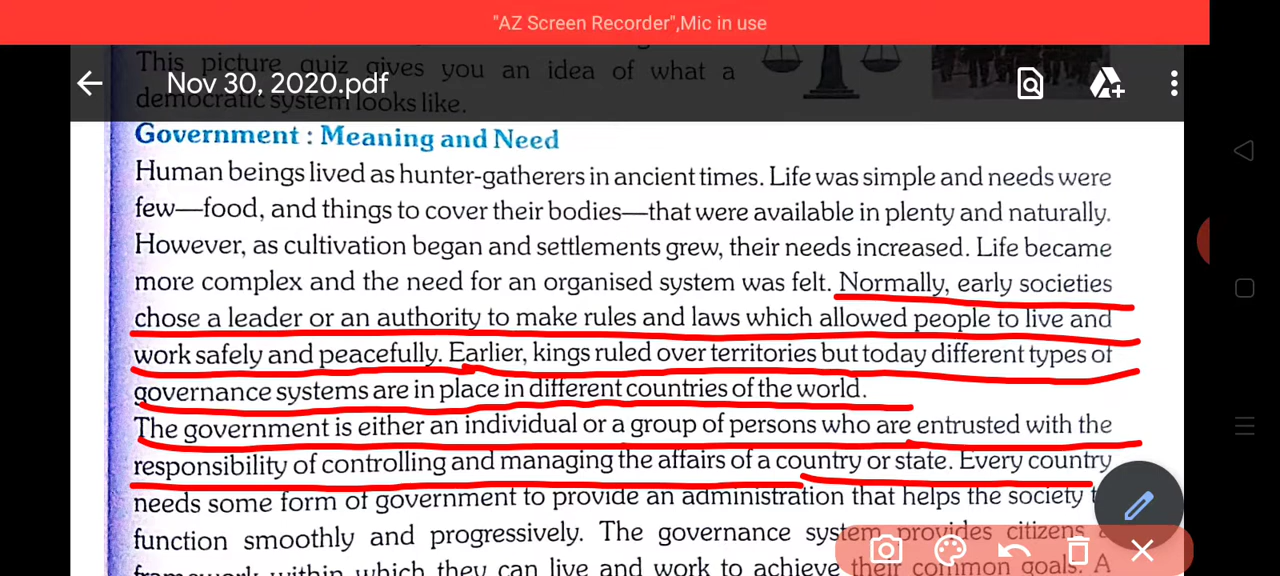 "AZ Screen Recorder",Mic in use
This picture quiz gives you an idea of what a
Nov 30, 2020.pdf
democratic system looks like.
Government : Meaning and Need
Human beings lived as hunter-gatherers in ancient times. Life was simple and needs were
few—food, and things to cover their bodies—that were available in plenty and naturally.
However, as cultivation began and settlements grew, their needs increased. Life became
more complex and the need for an organised system was felt. Normally, early societies
chose a leader or an authority to make rules and laws which allowed people to live and
work safely and peacefully. Earlier, kings ruled over territories but today different types of
governance systems are in place in different countries of the world.
The government is either an individual or a group of persons who are entrusted with the
responsibility of controlling and managing the affairs of a country or state. Every country
needs some form of government to provide an administration that helps the society
function smoothly and progressively. The governance system provides citizens
framework within which they can live and work to achieve their common goals. A